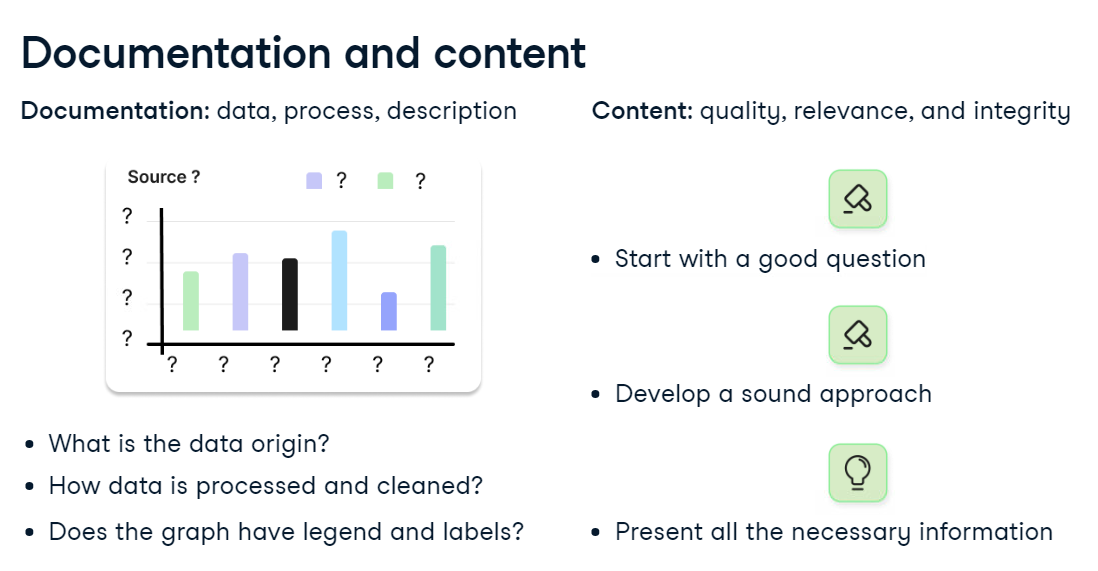 Documentation and content
Documentation: data, process, description
Source ?
? ?
?
?
?
?
? ? ? ? ? ?
• What is the data origin?
• How data is processed and cleaned?
• Does the graph have legend and labels?
Content: quality, relevance, and integrity
• Start with a good question
• Develop a sound approach
• Present all the necessary information